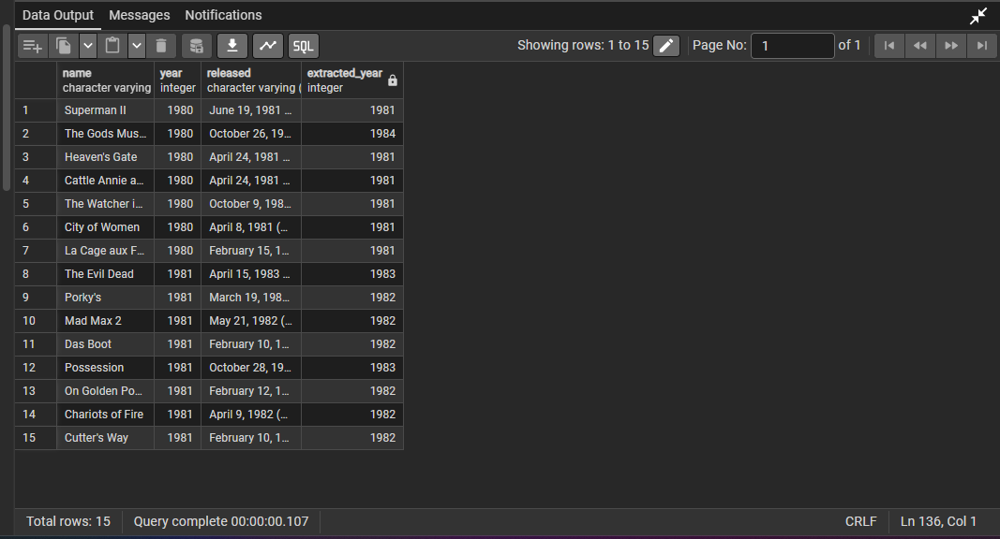 Data Output Messages Notifications
SQL Showing rows: 1 to 15 Page No: 1 of 1
name year released extracted_year
character varying integer character varying ( integer
1 Superman II 1980 June 19, 1981 ... 1981
2 The Gods Mus... 1980 October 26, 19... 1984
3 Heaven's Gate 1980 April 24, 1981 ... 1981
4 Cattle Annie a... 1980 April 24, 1981 ... 1981
5 The Watcher i... 1980 October 9, 198... 1981
6 City of Women 1980 April 8, 1981 (... 1981
7 La Cage aux F... 1980 February 15, 1... 1981
8 The Evil Dead 1981 April 15, 1983 ... 1983
9 Porky's 1981 March 19, 198... 1982
10 Mad Max 2 1981 May 21, 1982 (... 1982
11 Das Boot 1981 February 10, 1... 1982
12 Possession 1981 October 28, 19... 1983
13 On Golden Po... 1981 February 12, 1... 1982
14 Chariots of Fire 1981 April 9, 1982 (... 1982
15 Cutter's Way 1981 February 10, 1... 1982
Total rows: 15 Query complete 00:00:00.107 CRLF Ln 136, Col 1